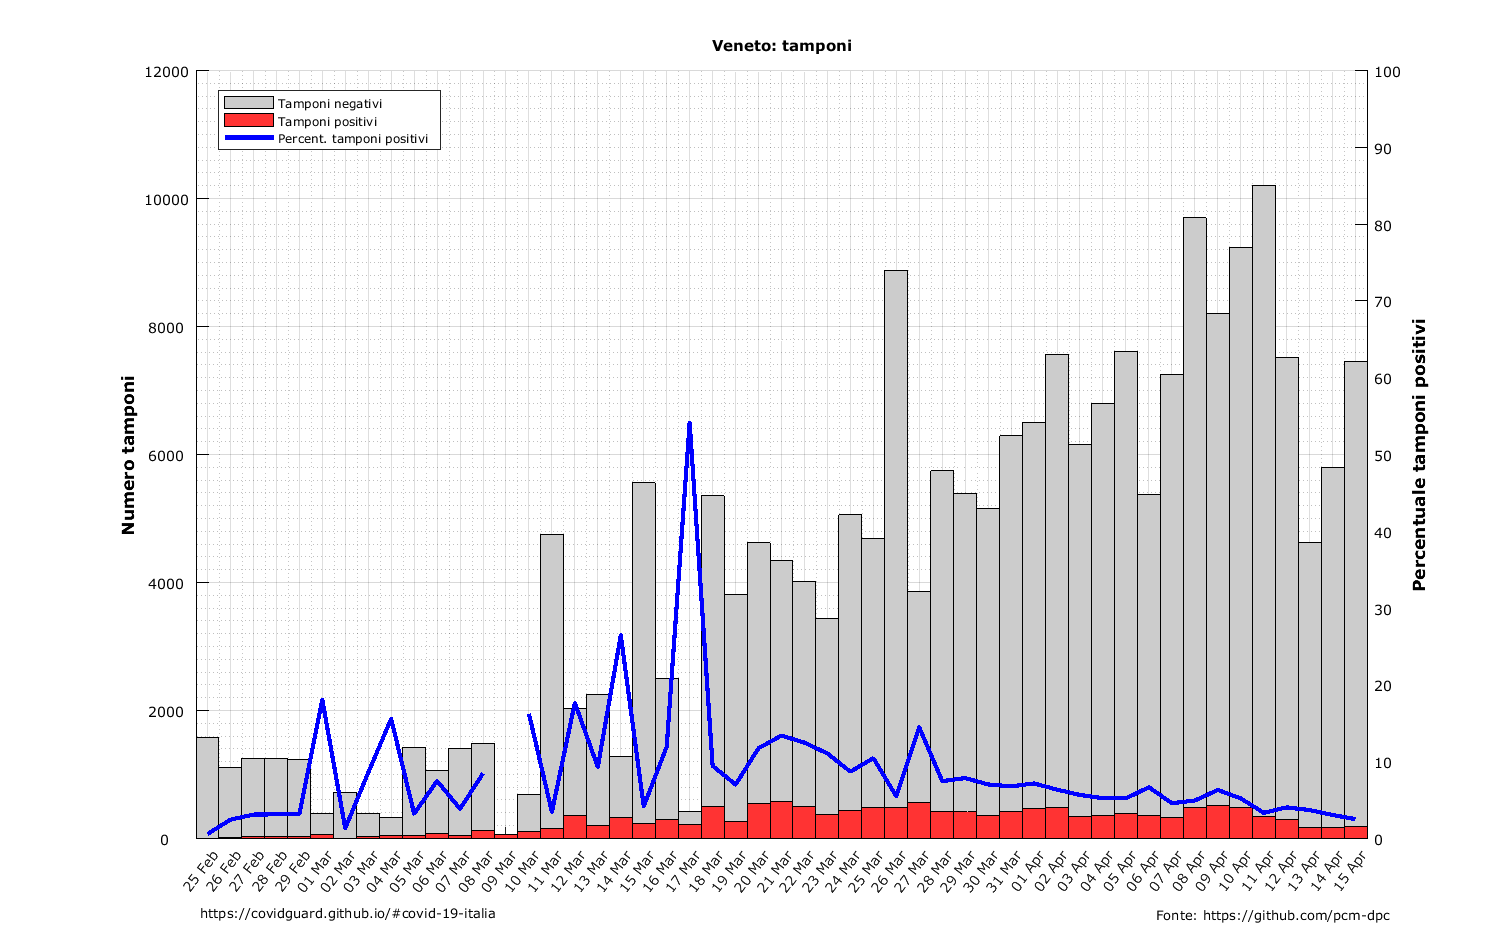 Veneto: tamponi
12000
10000
8000
6000
4000
2000
0
Numero tamponi
Tamponi negativi
Tamponi positivi
Percent. tamponi positivi
100
90
80
70
60
50
40
30
20
10
0
Percentuale tamponi positivi
25 Feb
26 Feb
27 Feb
28 Feb
29 Feb
01 Mar
02 Mar
03 Mar
04 Mar
05 Mar
06 Mar
07 Mar
08 Mar
09 Mar
10 Mar
11 Mar
12 Mar
13 Mar
14 Mar
15 Mar
16 Mar
17 Mar
18 Mar
19 Mar
20 Mar
21 Mar
22 Mar
23 Mar
24 Mar
25 Mar
26 Mar
27 Mar
28 Mar
29 Mar
30 Mar
31 Mar
01 Apr
02 Apr
03 Apr
04 Apr
05 Apr
06 Apr
07 Apr
08 Apr
09 Apr
10 Apr
11 Apr
12 Apr
13 Apr
14 Apr
15 Apr
https://covidguard.github.io/#covid-19-italia
Fonte: https://github.com/pcm-dpc